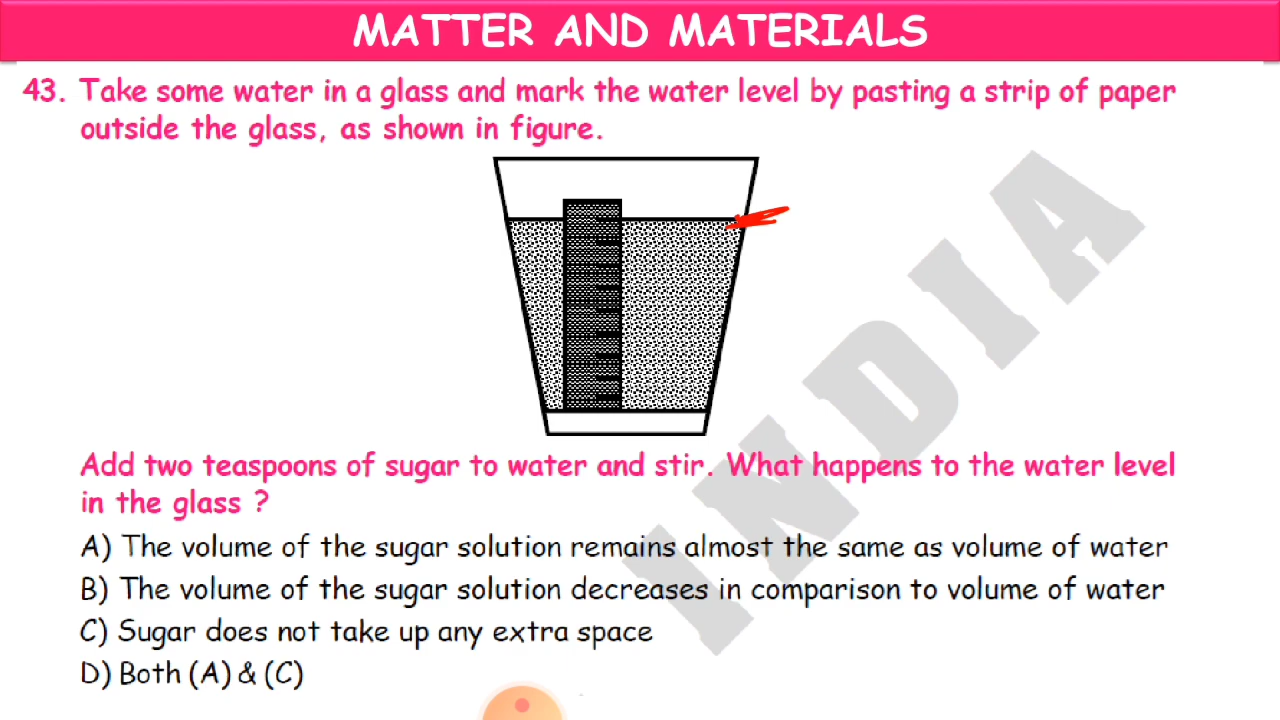 MATTER AND MATERIALS
43. Take some water in a glass and mark the water level by pasting a strip of paper
outside the glass, as shown in figure.
Add two teaspoons of sugar to water and stir. What happens to the water level
in the glass ?
A) The volume of the sugar solution remains almost the same as volume of water
B) The volume of the sugar solution decreases in comparison to volume of water
C) Sugar does not take up any extra space
D) Both (A) & (C)
INDIA